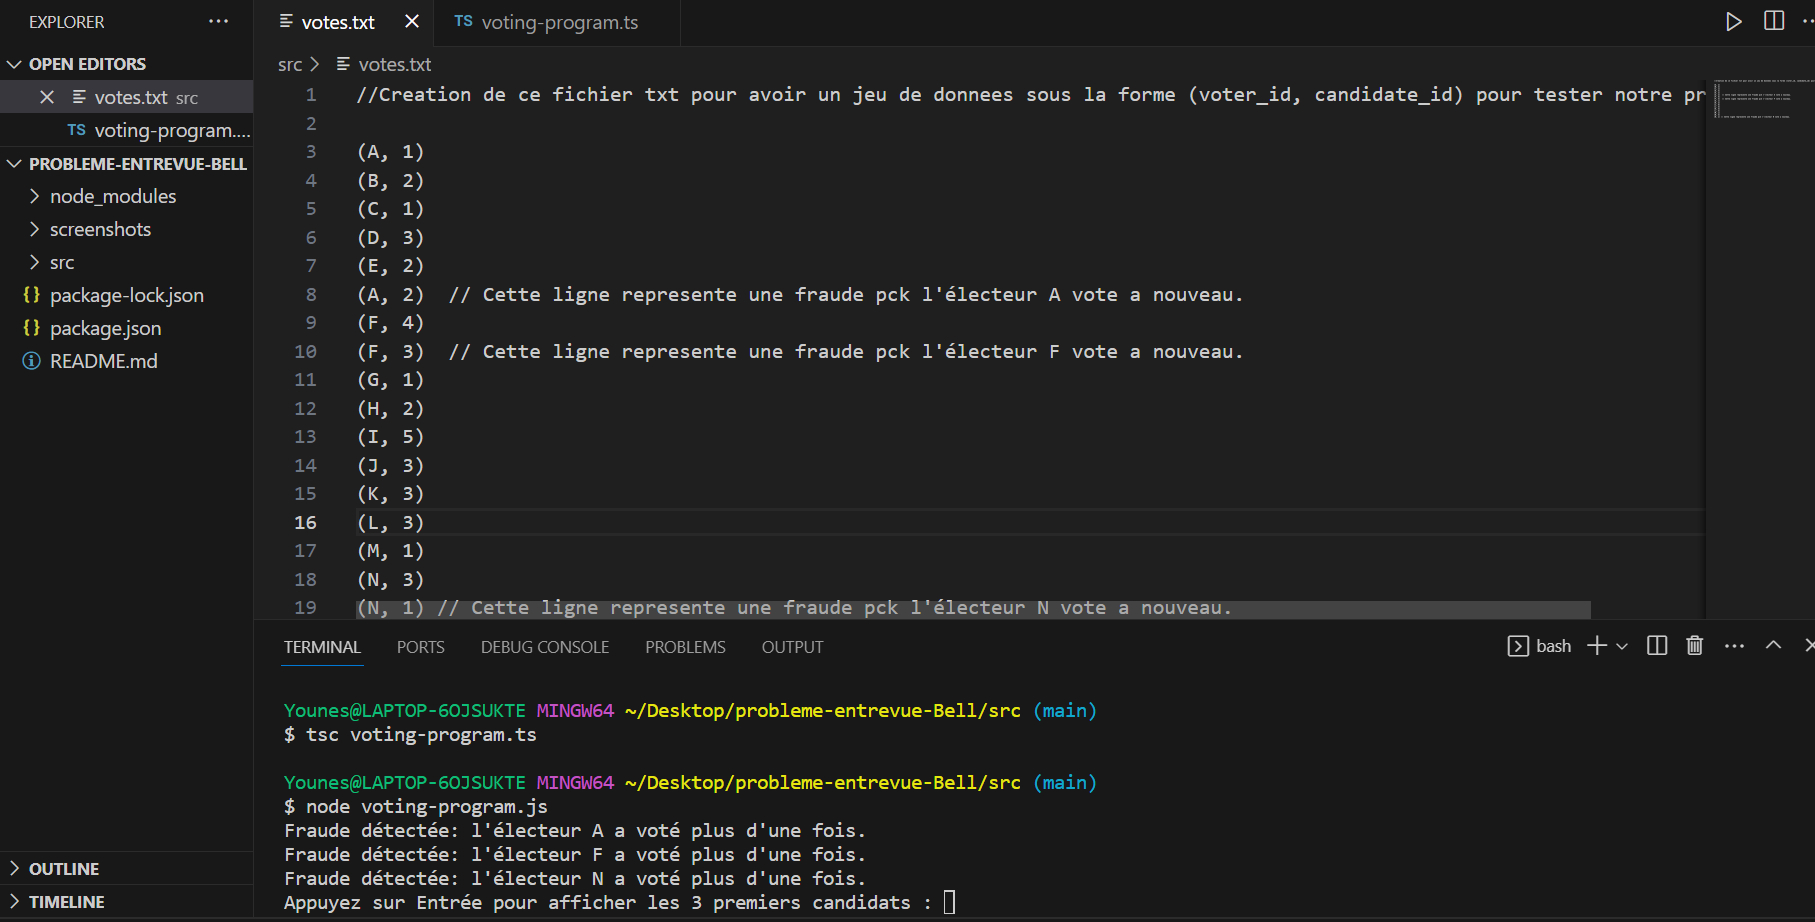 EXPLORER
OPEN EDITORS
votes.txt src
TS voting-program....
PROBLEME-ENTREVUE-BELL
node_modules
screenshots
src
{} package-lock.json
{} package.json
README.md
OUTLINE
TIMELINE
votes.txt
TS voting-program.ts
src > votes.txt
1 //Creation de ce fichier txt pour avoir un jeu de donnees sous la forme (voter_id, candidate_id) pour tester notre pr
2
3 (A, 1)
4 (B, 2)
5 (C, 1)
6 (D, 3)
7 (E, 2)
8 (A, 2)  // Cette ligne represente une fraude pck l'électeur A vote a nouveau.
9 (F, 4)
10 (F, 3)  // Cette ligne represente une fraude pck l'électeur F vote a nouveau.
11 (G, 1)
12 (H, 2)
13 (I, 5)
14 (J, 3)
15 (K, 3)
16 (L, 3)
17 (M, 1)
18 (N, 3)
19 (N, 1) // Cette ligne represente une fraude pck l'électeur N vote a nouveau.
TERMINAL PORTS DEBUG CONSOLE PROBLEMS OUTPUT
bash
Younes@LAPTOP-6OJSUKTE MINGW64 ~/Desktop/probleme-entrevue-Bell/src (main)
$ tsc voting-program.ts
Younes@LAPTOP-6OJSUKTE MINGW64 ~/Desktop/probleme-entrevue-Bell/src (main)
$ node voting-program.js
Fraude détectée: l'électeur A a voté plus d'une fois.
Fraude détectée: l'électeur F a voté plus d'une fois.
Fraude détectée: l'électeur N a voté plus d'une fois.
Appuyez sur Entrée pour afficher les 3 premiers candidats :